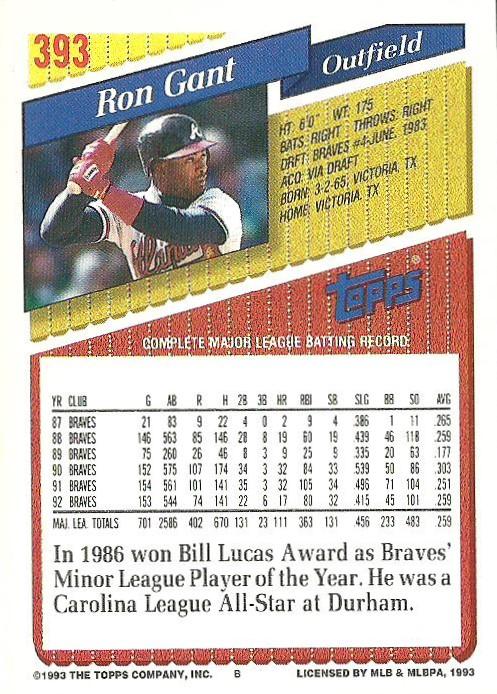 393
Ron Gant
Outfield
HT: 6'0" WT: 175
BATS: RIGHT THROWS: RIGHT
DRFT: BRAVES #4-JUNE, 1983
ACQ: VIA DRAFT
BORN: 3-2-65, VICTORIA, TX
HOME: VICTORIA, TX
topps®
COMPLETE MAJOR LEAGUE BATTING RECORD
YR CLUB G AB R H 2B 3B HR RBI SB SLG BB SO AVG
87 BRAVES 21 83 9 22 4 0 2 9 4 .386 1 11 .265
88 BRAVES 146 563 85 146 28 8 19 60 19 .439 46 118 .259
89 BRAVES 75 260 26 46 8 3 9 25 9 .335 20 63 .177
90 BRAVES 152 575 107 174 34 3 32 84 33 .539 50 86 .303
91 BRAVES 154 561 101 141 35 3 32 105 34 .496 71 104 .251
92 BRAVES 153 544 74 141 22 6 17 80 32 .415 45 101 .259
MAJ. LEA. TOTALS 701 2586 402 670 131 23 111 363 131 .456 233 483 .259
In 1986 won Bill Lucas Award as Braves'
Minor League Player of the Year. He was a
Carolina League All-Star at Durham.
©1993 THE TOPPS COMPANY, INC. B LICENSED BY MLB & MLBPA, 1993